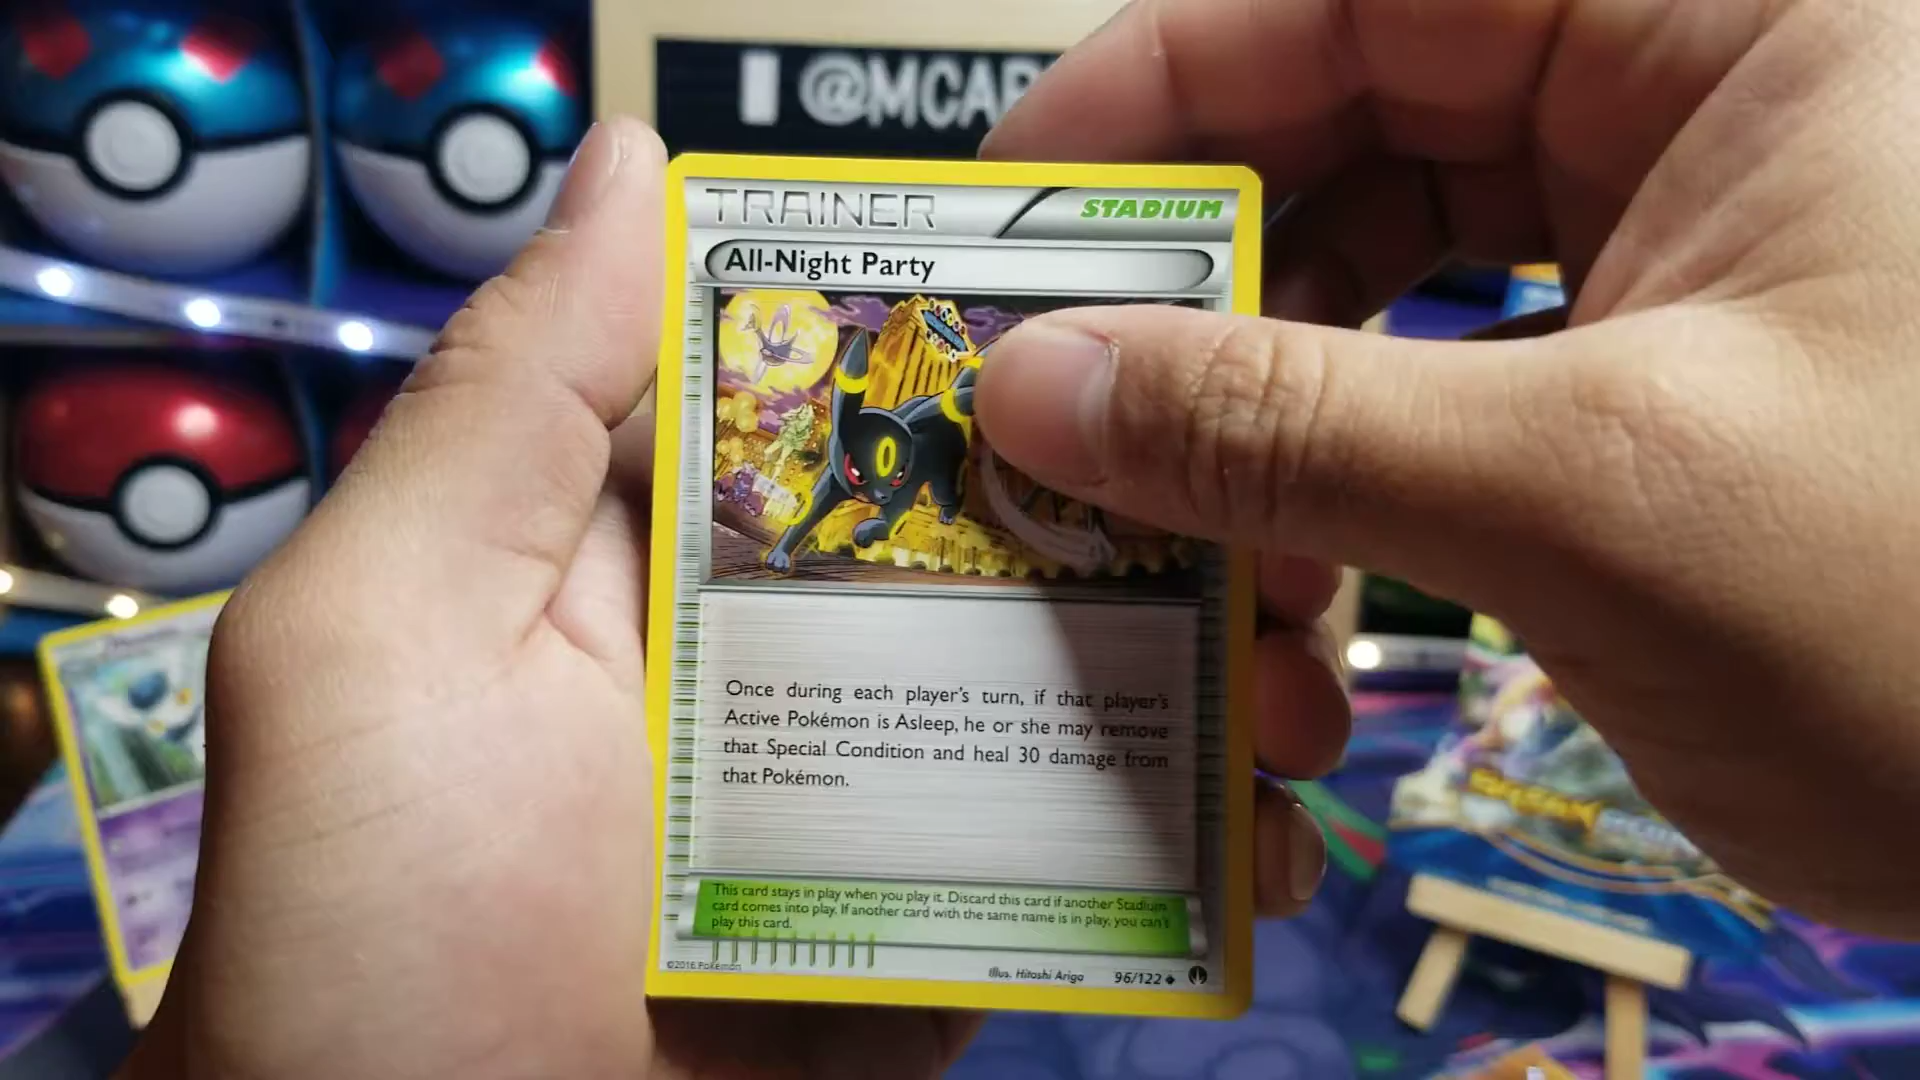 @MCAR
TRAINER
STADIUM
All-Night Party
Once during each player's turn, if that player's
Active Pokémon is Asleep, he or she may remove
that Special Condition and heal 30 damage from
that Pokémon.
This card stays in play when you play it. Discard this card if another Stadium
card comes into play. If another card with the same name is in play, you can't
play this card.
©2016 Pokémon
Illus. Hitoshi Ariga
96/122